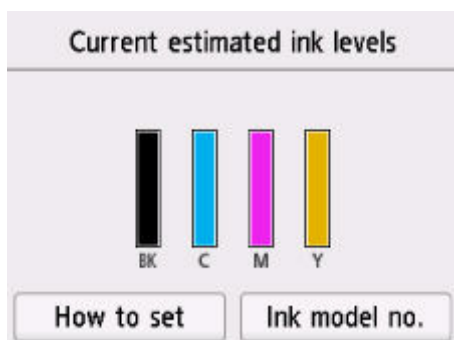 Current estimated ink levels
BK C M Y
How to set Ink model no.